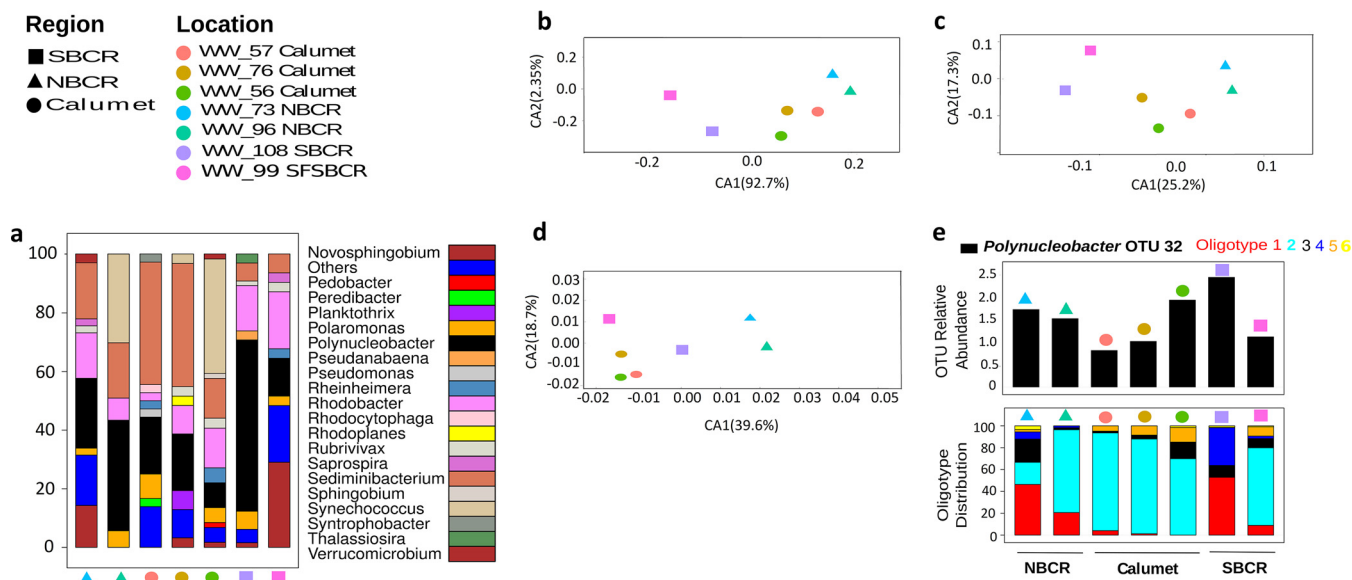 Region
SBCR
NBCR
Calumet
Location
WW_57 Calumet
WW_76 Calumet
WW_56 Calumet
WW_73 NBCR
WW_96 NBCR
WW_108 SBCR
WW_99 SFSBCR
b
CA2(2.35%)
0.2
0.0
-0.2
-0.2 0.0 0.2
CA1(92.7%)
c
CA2(17.3%)
0.1
0.0
-0.1
-0.1 0.0 0.1
CA1(25.2%)
a
100
80
60
40
20
0
Novosphingobium
Others
Pedobacter
Peredibacter
Planktothrix
Polaromonas
Polynucleobacter
Pseudanabaena
Pseudomonas
Rheinheimera
Rhodobacter
Rhodocytophaga
Rhodoplanes
Rubrivivax
Saprospira
Sediminibacterium
Sphingobium
Synechococcus
Syntrophobacter
Thalassiosira
Verrucomicrobium
d
CA2(18.7%)
0.03
0.02
0.01
0.00
-0.01
-0.02
-0.02 -0.01 0.00 0.01 0.02 0.03 0.04 0.05
CA1(39.6%)
e
Polynucleobacter OTU 32 Oligotype 1 2 3 4 5 6
OTU Relative
Abundance
2.5
2.0
1.5
1.0
0.5
0
Oligotype
Distribution
100
80
60
40
20
0
NBCR Calumet SBCR